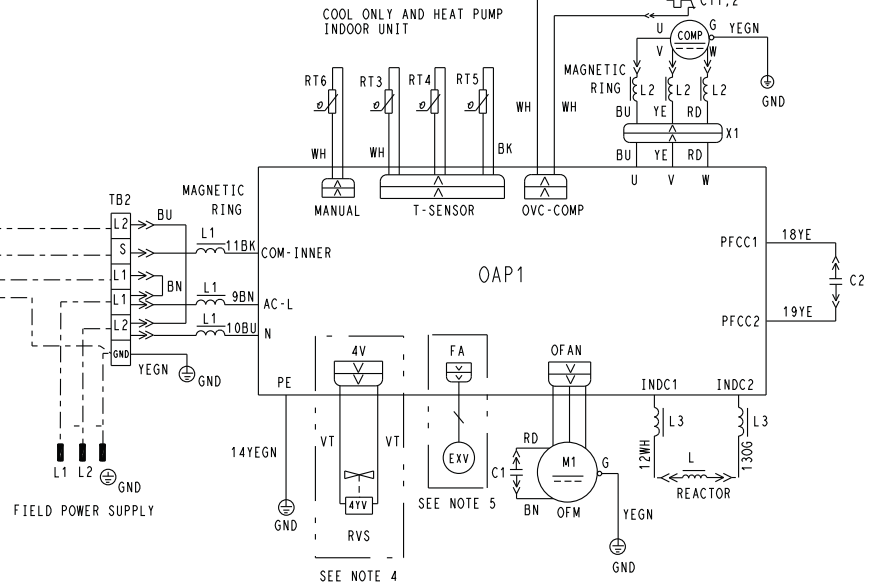 COOL ONLY AND HEAT PUMP
INDOOR UNIT
U
G
YEGN
COMP
V
W
GND
MAGNETIC
RING
L2
L2
L2
BU
YE
RD
X1
BU
YE
RD
U
V
W
RT6
RT3
RT4
RT5
WH
WH
WH
WH
BK
MANUAL
T-SENSOR
OVC-COMP
TB2
MAGNETIC
RING
L2
BU
S
L1
11BK
COM-INNER
L1
BN
L1
L1
9BN
AC-L
L2
L1
10BU
N
GND
YEGN
GND
OAP1
PFCC1
18YE
C2
PFCC2
19YE
PE
4V
FA
OFAN
INDC1
INDC2
L3
L3
12WH
13OG
L
REACTOR
14YEGN
GND
VT
VT
4YV
RVS
SEE NOTE 4
EXV
SEE NOTE 5
RD
C1
BN
M1
G
OFM
YEGN
GND
L1
L2
GND
FIELD POWER SUPPLY